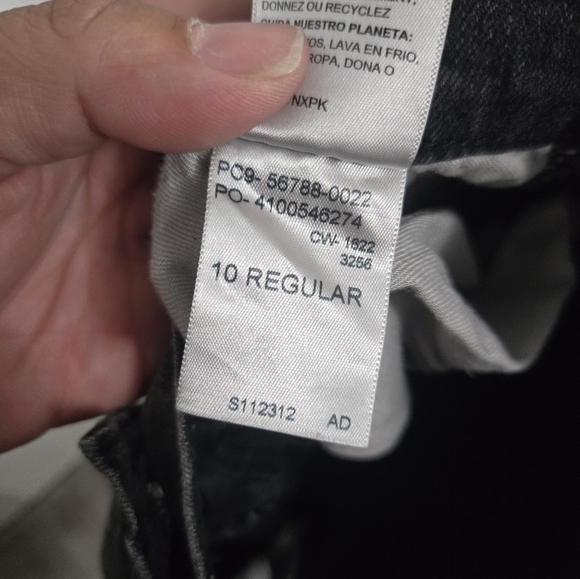 DONNEZ OU RECYCLEZ
CUIDA NUESTRO PLANETA:
LAVA EN FRIO,
DONA O
NXPK
PC9- 56788-0022
PO- 4100546274
CW- 1622
3256
10 REGULAR
S112312 AD